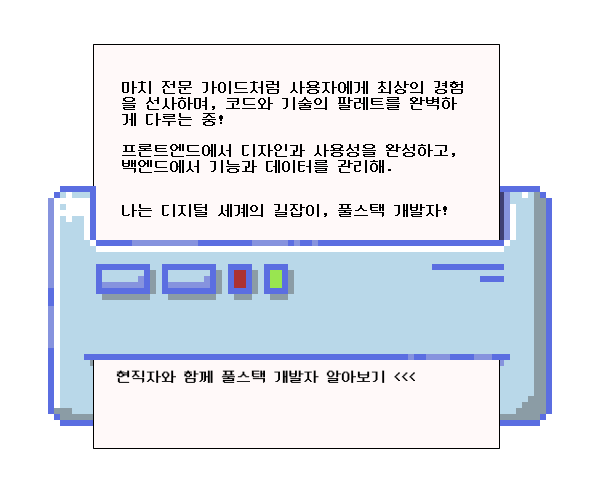 마치 전문 가이드처럼 사용자에게 최상의 경험
을 선사하며, 코드와 기술의 팔레트를 완벽하
게 다루는 중!
프론트엔드에서 디자인과 사용성을 완성하고,
백엔드에서 기능과 데이터를 관리해.
나는 디지털 세계의 길잡이, 풀스택 개발자!
현직자와 함께 풀스택 개발자 알아보기 <<<